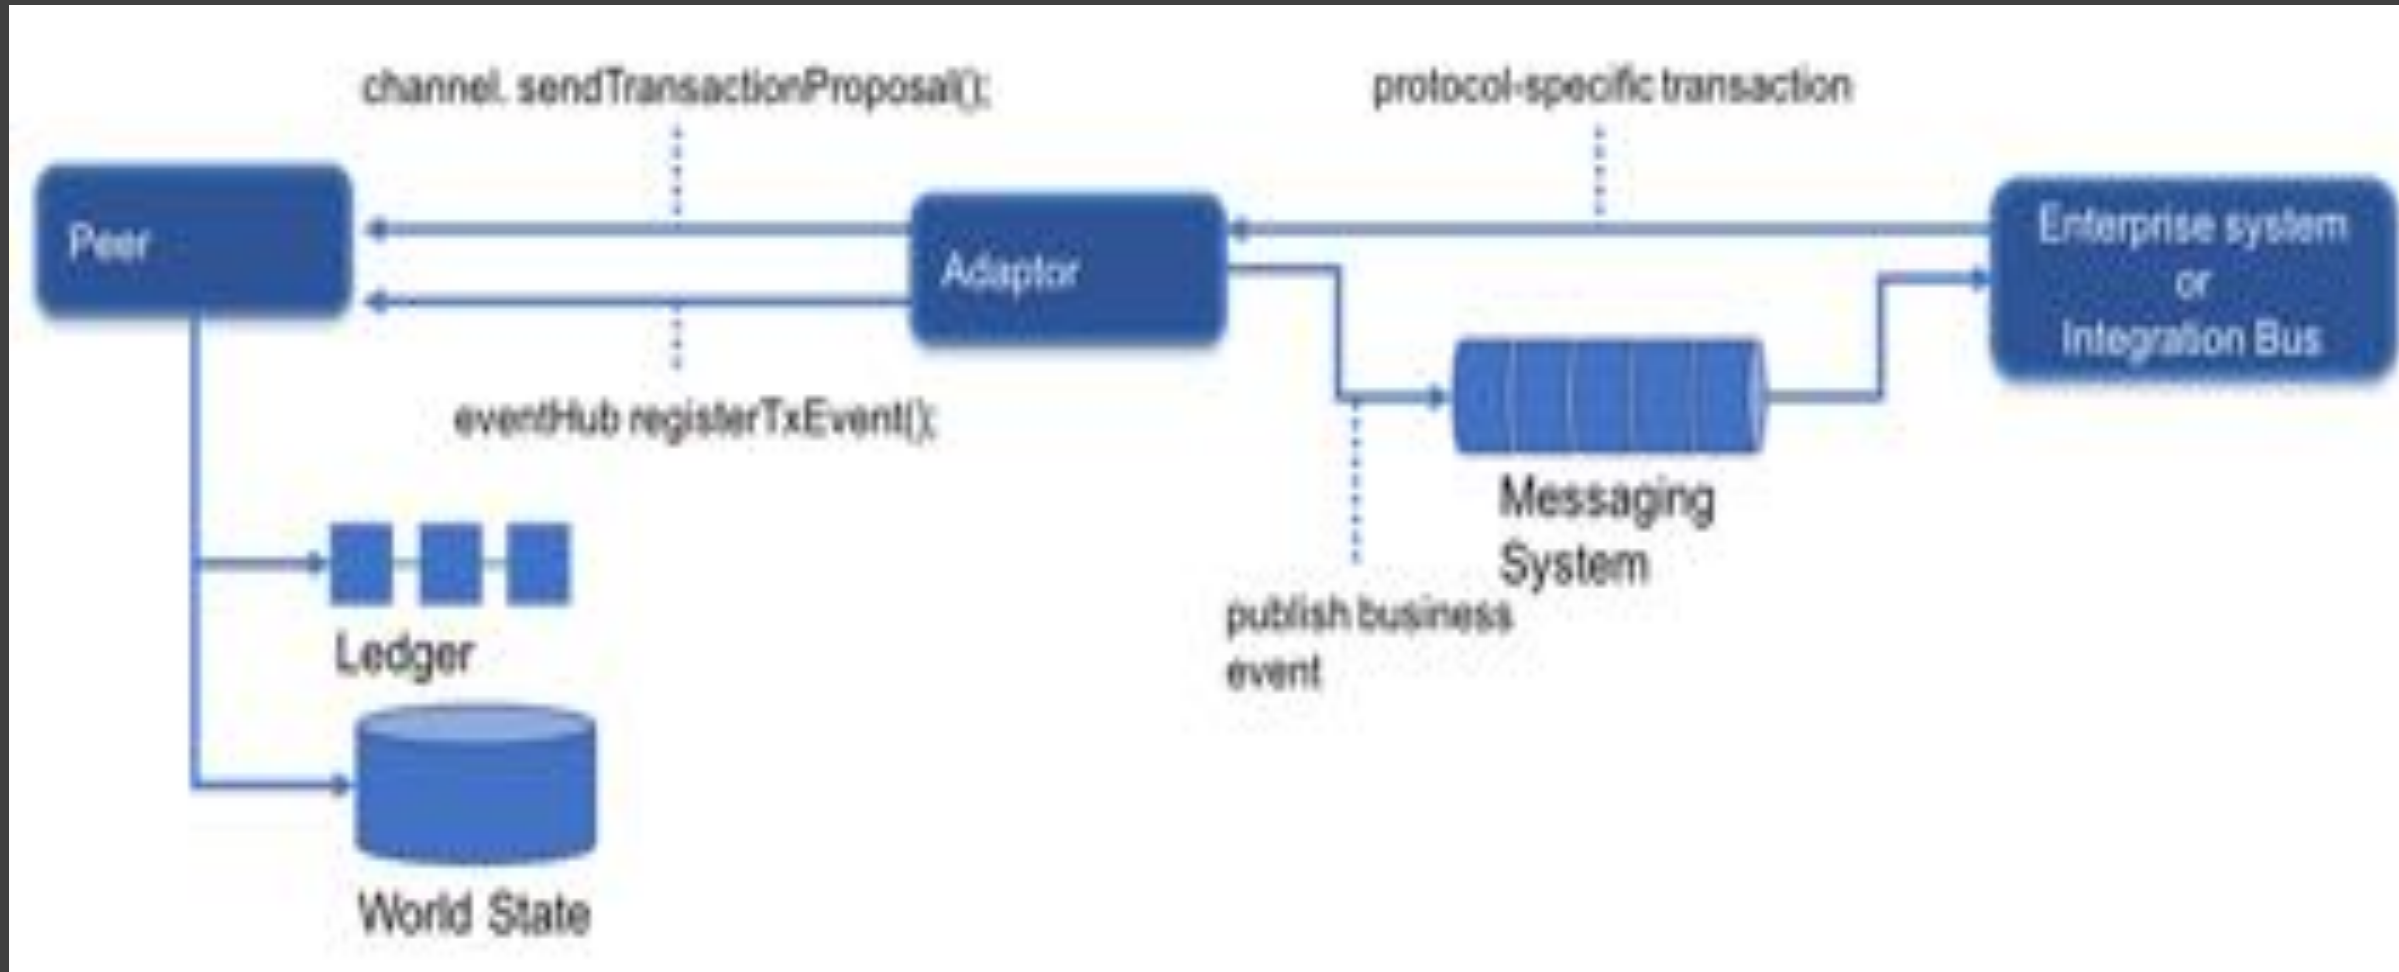 channel. sendTransactionProposal();
protocol-specific transaction
Peer
Adaptor
Enterprise system
or
Integration Bus
eventHub registerTxEvent();
Messaging
System
publish business
event
Ledger
World State